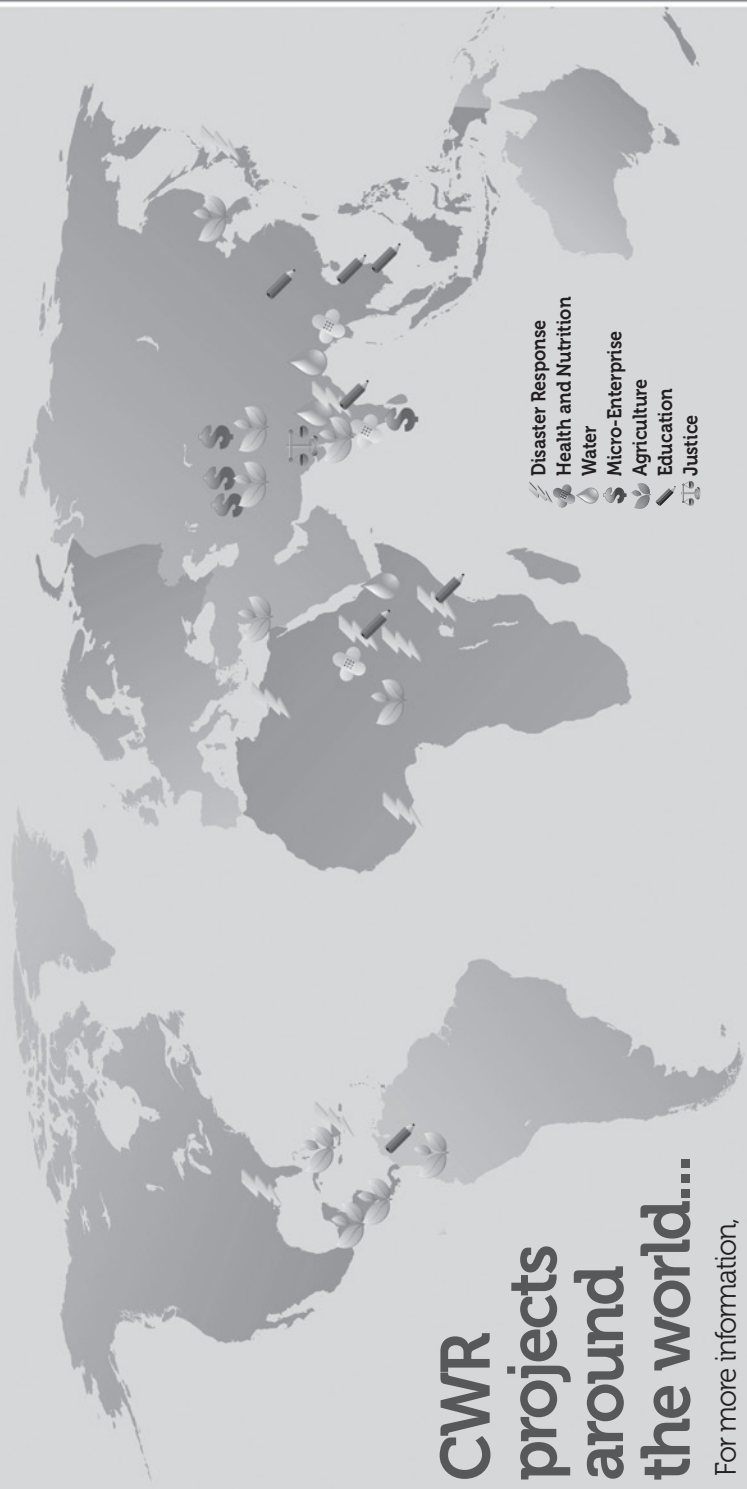 CWR
projects
around
the world...
For more information,
Disaster Response
Health and Nutrition
Water
Micro-Enterprise
Agriculture
Education
Justice